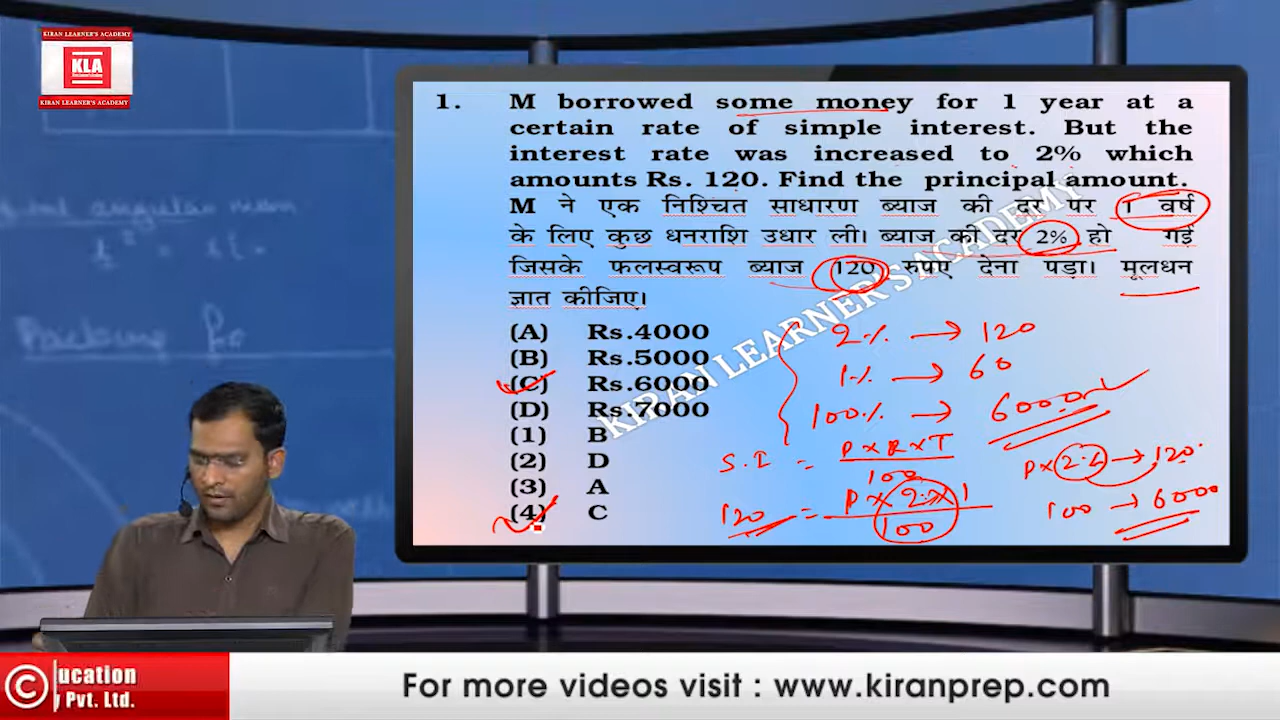 KIRAN LEARNER'S ACADEMY
KLA
KIRAN LEARNER'S ACADEMY
1. M borrowed some money for 1 year at a
certain rate of simple interest. But the
interest rate was increased to 2% which
amounts Rs. 120. Find the principal amount.
M ने एक निश्चित साधारण ब्याज की दर पर 1 वर्ष
के लिए कुछ धनराशि उधार ली। ब्याज की दर 2% हो गई
जिसके फलस्वरूप ब्याज 120 रुपए देना पड़ा। मूलधन
ज्ञात कीजिए।
(A) Rs.4000
(B) Rs.5000
(C) Rs.6000
(D) Rs.7000
(1) B
(2) D
(3) A
(4) C
2% → 120
1% → 60
100% → 6000
S.I = P×R×T
100
120 = P×2×1
100
P×2% → 120
100 → 6000
KIRAN LEARNER'S ACADEMY
ucation
Pvt. Ltd.
For more videos visit : www.kiranprep.com